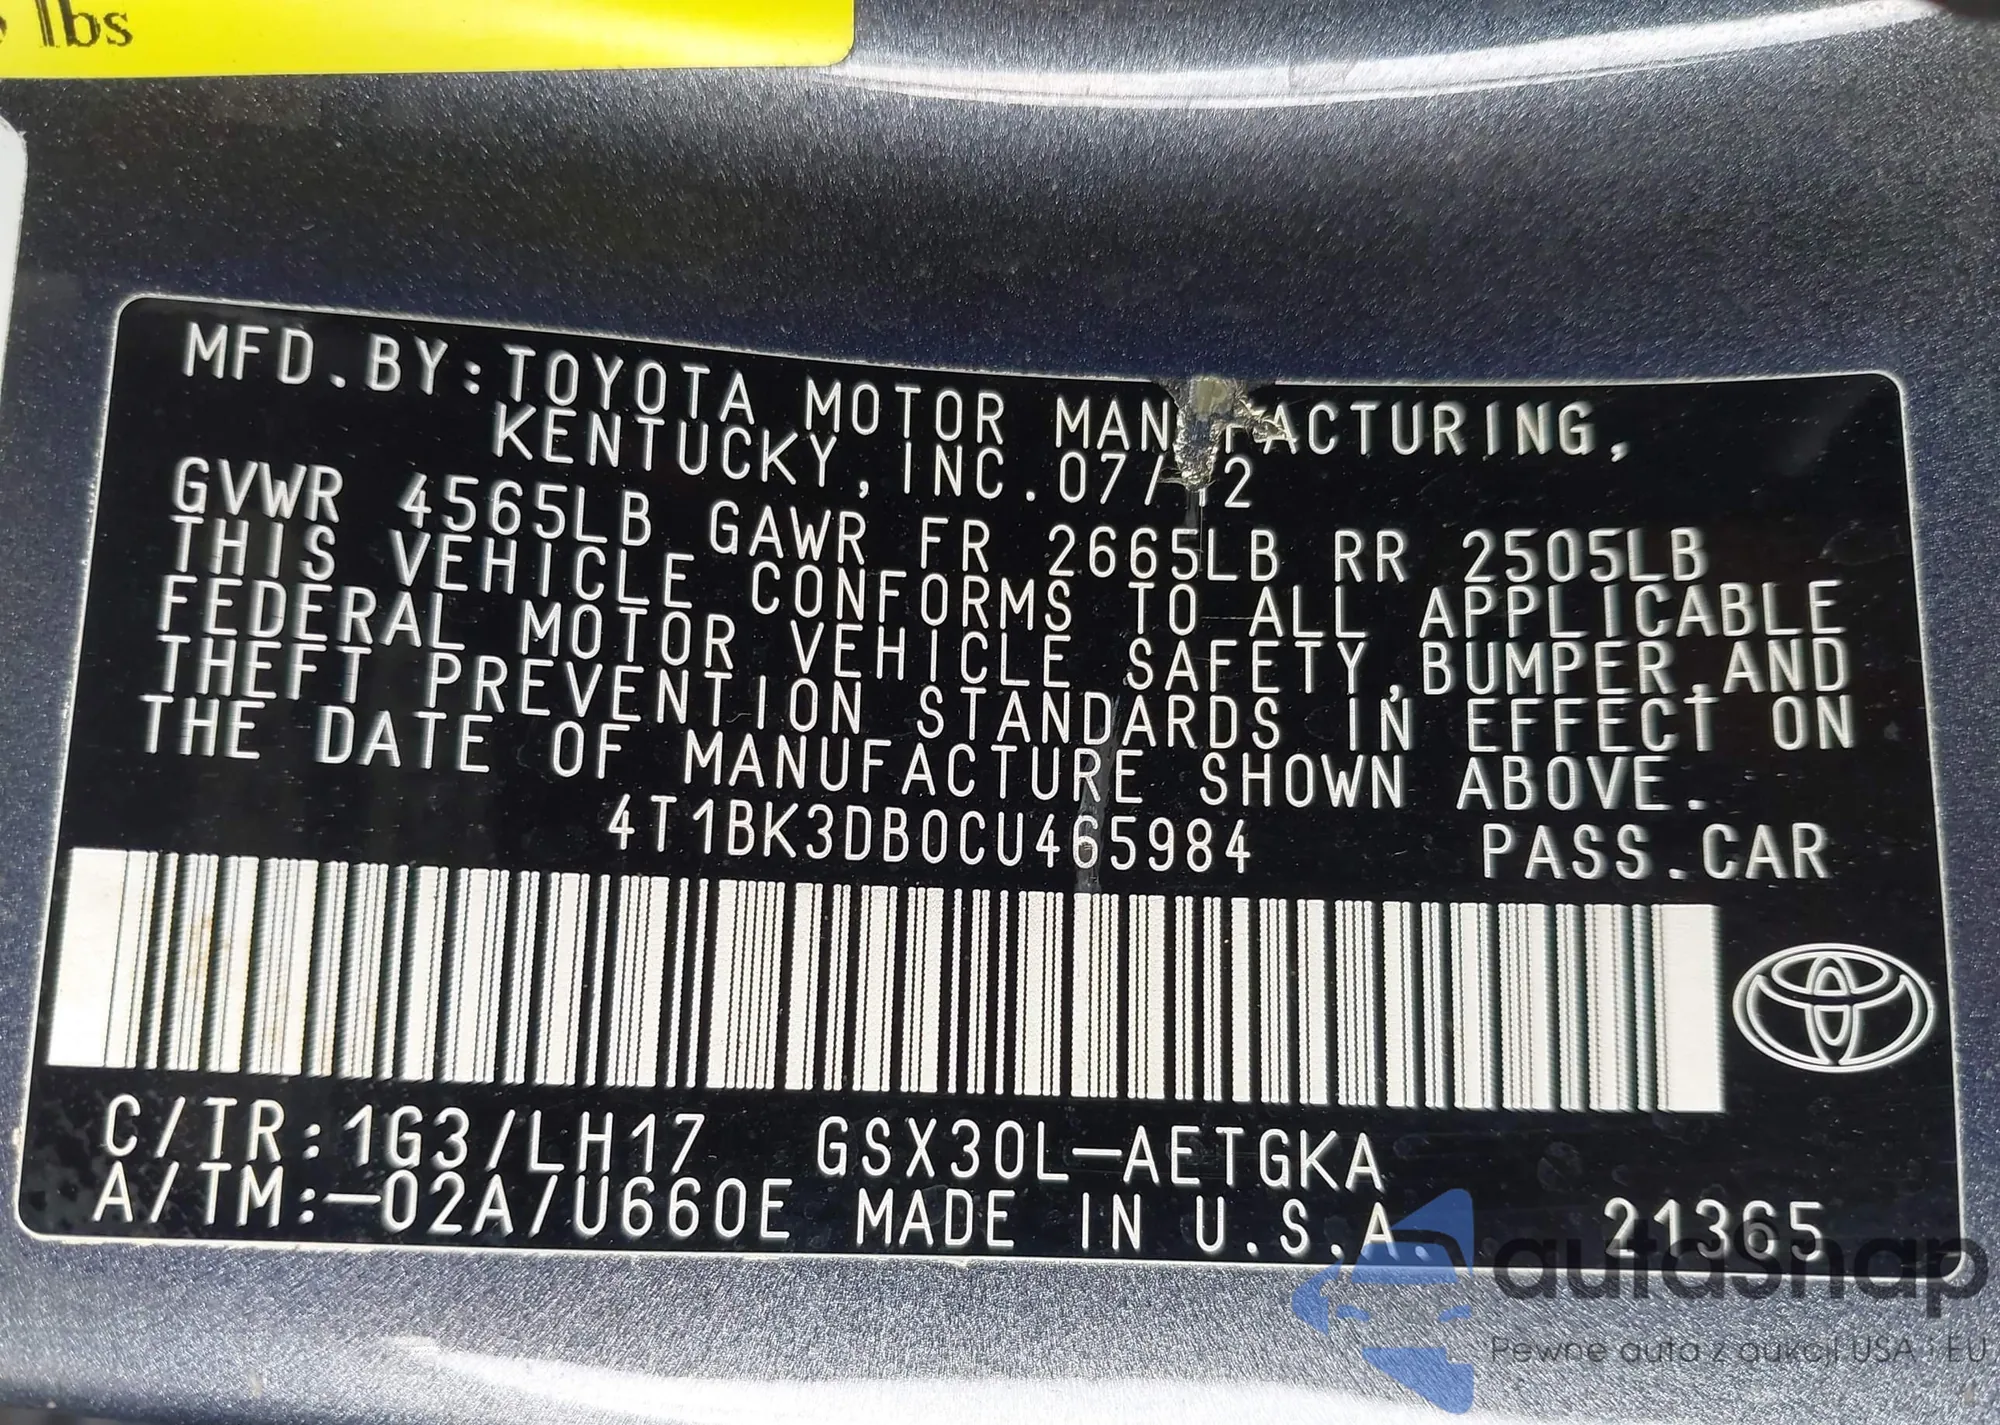 lbs
MFD.BY:TOYOTA MOTOR MANUFACTURING,
KENTUCKY,INC.07/12
GVWR 4565LB GAWR FR 2665LB RR 2505LB
THIS VEHICLE CONFORMS TO ALL APPLICABLE
FEDERAL MOTOR VEHICLE SAFETY,BUMPER,AND
THEFT PREVENTION STANDARDS IN EFFECT ON
THE DATE OF MANUFACTURE SHOWN ABOVE.
4T1BK3DB0CU465984 PASS.CAR
C/TR:1G3/LH17 GSX30L-AETGKA
A/TM:-02A/U660E MADE IN U.S.A. 21365
autasnap
Pewne auta z aukcji USA i EU